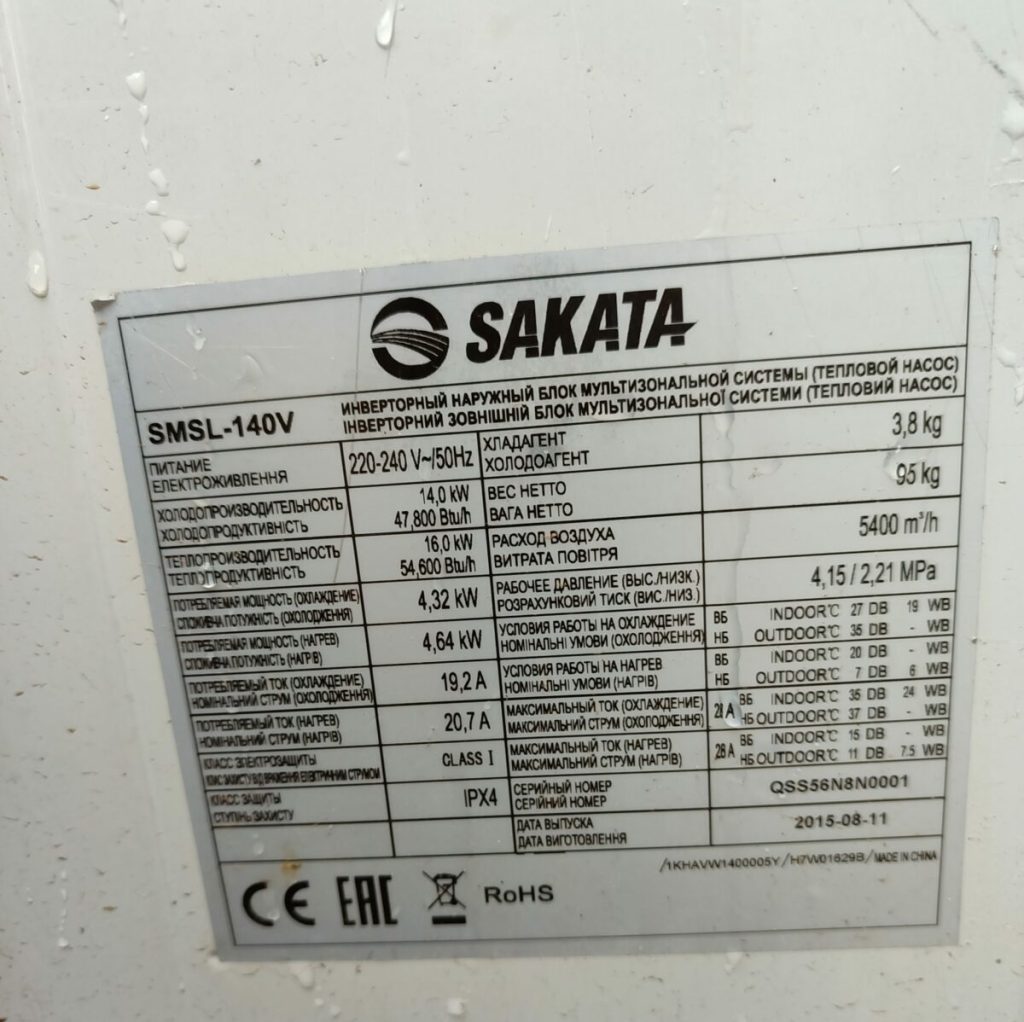 SAKATA
SMSL-140V
ИНВЕРТОРНЫЙ НАРУЖНЫЙ БЛОК МУЛЬТИЗОНАЛЬНОЙ СИСТЕМЫ (ТЕПЛОВОЙ НАСОС)
ІНВЕРТОРНИЙ ЗОВНІШНІЙ БЛОК МУЛЬТИЗОНАЛЬНОЇ СИСТЕМИ (ТЕПЛОВИЙ НАСОС)
ПИТАНИЕ
ЕЛЕКТРОЖИВЛЕННЯ
220-240 V~/50Hz
ХЛАДАГЕНТ
ХОЛОДОАГЕНТ
3,8 kg
ХОЛОДОПРОИЗВОДИТЕЛЬНОСТЬ
ХОЛОДОПРОДУКТИВНІСТЬ
14,0 kW
47,800 Btu/h
ВЕС НЕТТО
ВАГА НЕТТО
95 kg
ТЕПЛОПРОИЗВОДИТЕЛЬНОСТЬ
ТЕПЛОПРОДУКТИВНІСТЬ
16,0 kW
54,600 Btu/h
РАСХОД ВОЗДУХА
ВИТРАТА ПОВІТРЯ
5400 m³/h
ПОТРЕБЛЯЕМАЯ МОЩНОСТЬ (ОХЛАЖДЕНИЕ)
СПОЖИВЧА ПОТУЖНІСТЬ (ОХОЛОДЖЕННЯ)
4,32 kW
РАБОЧЕЕ ДАВЛЕНИЕ (ВЫС./НИЗК.)
РОЗРАХУНКОВИЙ ТИСК (ВИС./НИЗ.)
4,15 / 2,21 MPa
ПОТРЕБЛЯЕМАЯ МОЩНОСТЬ (НАГРЕВ)
СПОЖИВЧА ПОТУЖНІСТЬ (НАГРІВ)
4,64 kW
УСЛОВИЯ РАБОТЫ НА ОХЛАЖДЕНИЕ
НОМІНАЛЬНІ УМОВИ (ОХОЛОДЖЕННЯ)
ВБ INDOOR℃ 27 DB 19 WB
НБ OUTDOOR℃ 35 DB - WB
ПОТРЕБЛЯЕМЫЙ ТОК (ОХЛАЖДЕНИЕ)
НОМІНАЛЬНИЙ СТРУМ (ОХОЛОДЖЕННЯ)
19,2 A
УСЛОВИЯ РАБОТЫ НА НАГРЕВ
НОМІНАЛЬНІ УМОВИ (НАГРІВ)
ВБ INDOOR℃ 20 DB - WB
НБ OUTDOOR℃ 7 DB 6 WB
ПОТРЕБЛЯЕМЫЙ ТОК (НАГРЕВ)
НОМІНАЛЬНИЙ СТРУМ (НАГРІВ)
20,7 A
МАКСИМАЛЬНЫЙ ТОК (ОХЛАЖДЕНИЕ)
МАКСИМАЛЬНИЙ СТРУМ (ОХОЛОДЖЕННЯ)
ВБ INDOOR℃ 35 DB 24 WB
НБ OUTDOOR℃ 37 DB - WB
КЛАСС ЭЛЕКТРОЗАЩИТЫ
КЛАС ЗАХИСТУ ВІД ВРАЖЕННЯ ЕЛЕКТРИЧНИМ СТРУМОМ
CLASS I
МАКСИМАЛЬНЫЙ ТОК (НАГРЕВ)
МАКСИМАЛЬНИЙ СТРУМ (НАГРІВ)
28 A
ВБ INDOOR℃ 15 DB - WB
НБ OUTDOOR℃ 11 DB 7.5 WB
КЛАСС ЗАЩИТЫ
СТУПІНЬ ЗАХИСТУ
IPX4
СЕРИЙНЫЙ НОМЕР
СЕРІЙНИЙ НОМЕР
QSS56N8N0001
ДАТА ВЫПУСКА
ДАТА ВИГОТОВЛЕННЯ
2015-08-11
/1KHAVW1400005Y/H7W01629B/MADE IN CHINA
CE EAC RoHS